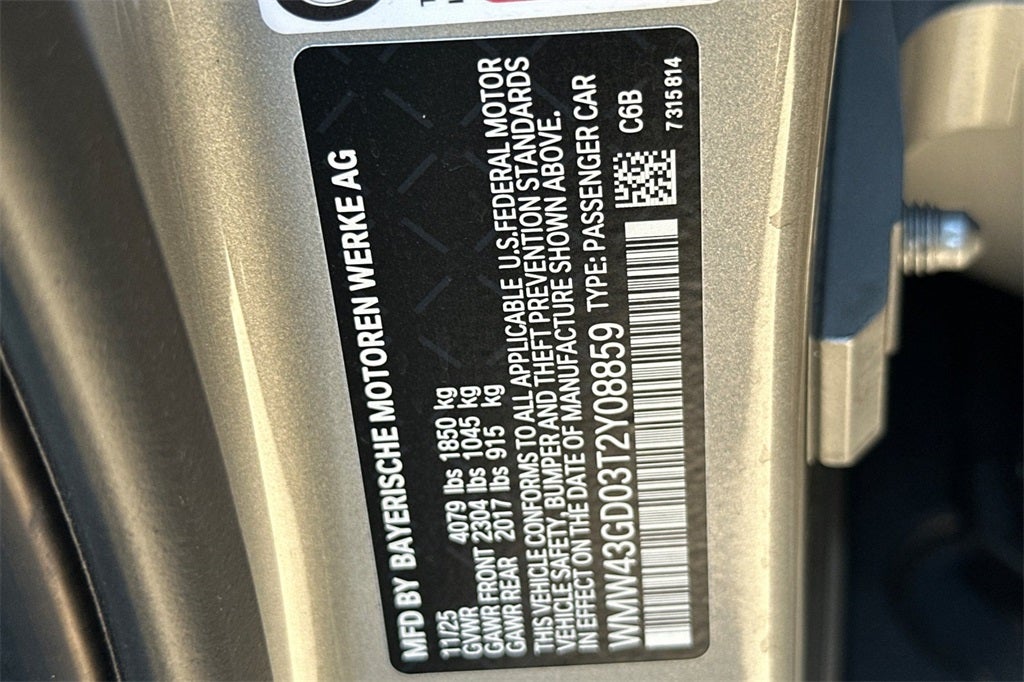 MFD BY BAYERISCHE MOTOREN WERKE AG
11/25
GVWR 4079 lbs 1850 kg
GAWR FRONT 2304 lbs 1045 kg
GAWR REAR 2017 lbs 915 kg
THIS VEHICLE CONFORMS TO ALL APPLICABLE U.S.FEDERAL MOTOR
VEHICLE SAFETY, BUMPER AND THEFT PREVENTION STANDARDS
IN EFFECT ON THE DATE OF MANUFACTURE SHOWN ABOVE.
WMW43GD03T2Y08859 TYPE: PASSENGER CAR
C6B
7315814